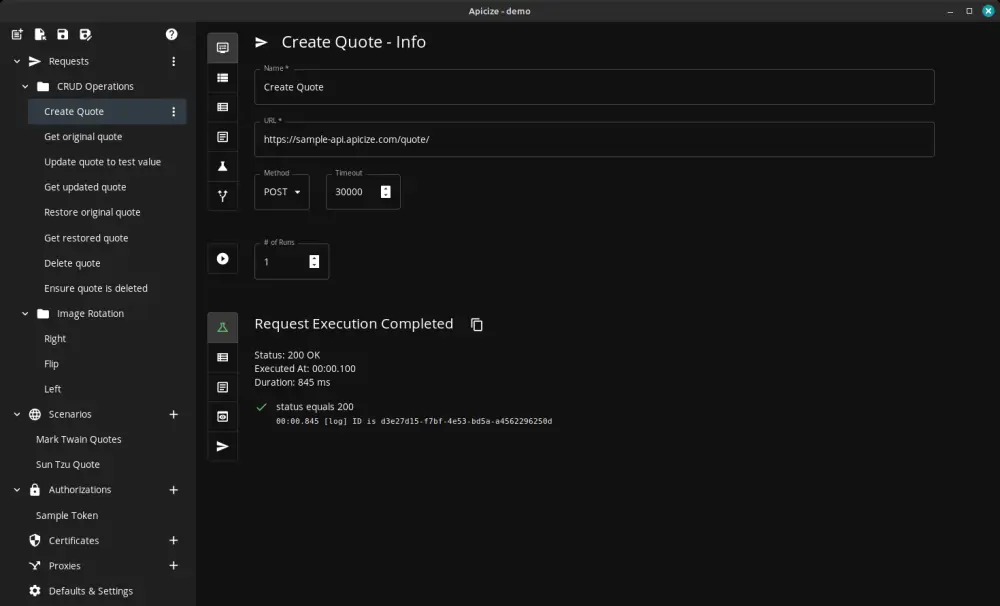 Apicize - demo
Requests
CRUD Operations
Create Quote
Get original quote
Update quote to test value
Get updated quote
Restore original quote
Get restored quote
Delete quote
Ensure quote is deleted
Image Rotation
Right
Flip
Left
Scenarios
Mark Twain Quotes
Sun Tzu Quote
Authorizations
Sample Token
Certificates
Proxies
Defaults & Settings
Create Quote - Info
Name *
Create Quote
URL *
https://sample-api.apicize.com/quote/
Method
POST
Timeout
30000
# of Runs
1
Request Execution Completed
Status: 200 OK
Executed At: 00:00.100
Duration: 845 ms
status equals 200
00:00.845 [log] ID is d3e27d15-f7bf-4e53-bd5a-a4562296250d